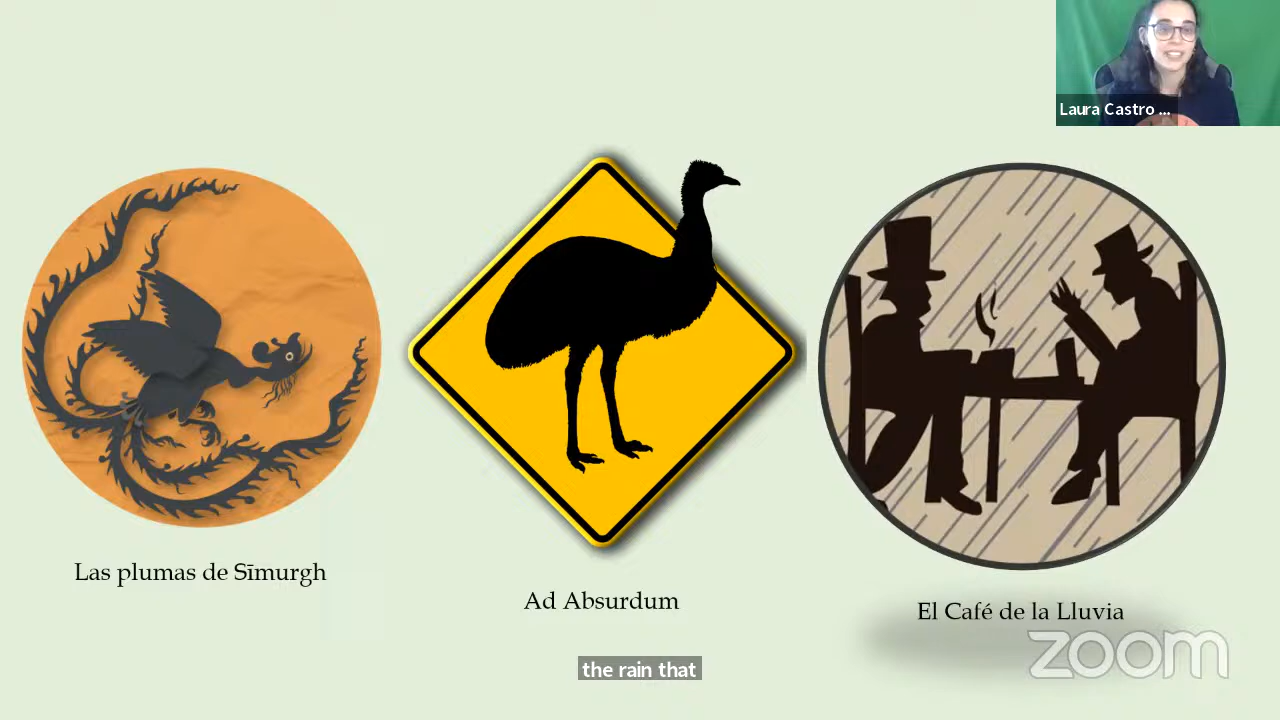 Laura Castro ...
Las plumas de Sīmurgh
Ad Absurdum
El Café de la Lluvia
zoom
the rain that